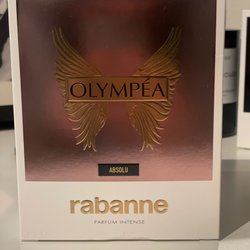 OLYMPÉA
ABSOLU
rabanne
PARFUM INTENSE